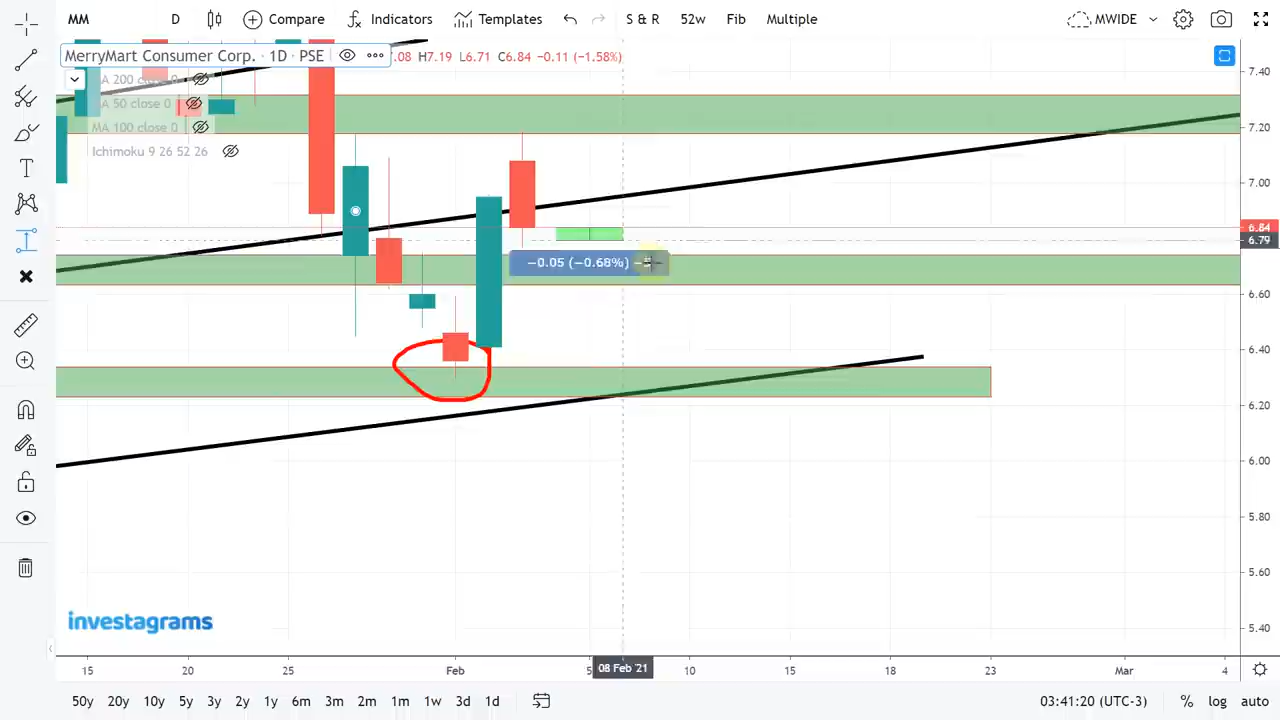 MM D Compare Indicators Templates S & R 52w Fib Multiple MWIDE
MerryMart Consumer Corp. · 1D · PSE
.08 H7.19 L6.71 C6.84 −0.11 (−1.58%)
A 200 close 0
A 50 close 0
MA 100 close 0
Ichimoku 9 26 52 26
7.40
7.20
7.00
6.84
6.79
−0.05 (−0.68%)
6.60
6.40
6.20
6.00
5.80
5.60
5.40
investagrams
15 20 25 Feb 5 08 Feb '21 10 15 18 23 Mar 4
50y 20y 10y 5y 3y 2y 1y 6m 3m 2m 1m 1w 3d 1d
03:41:20 (UTC-3) % log auto